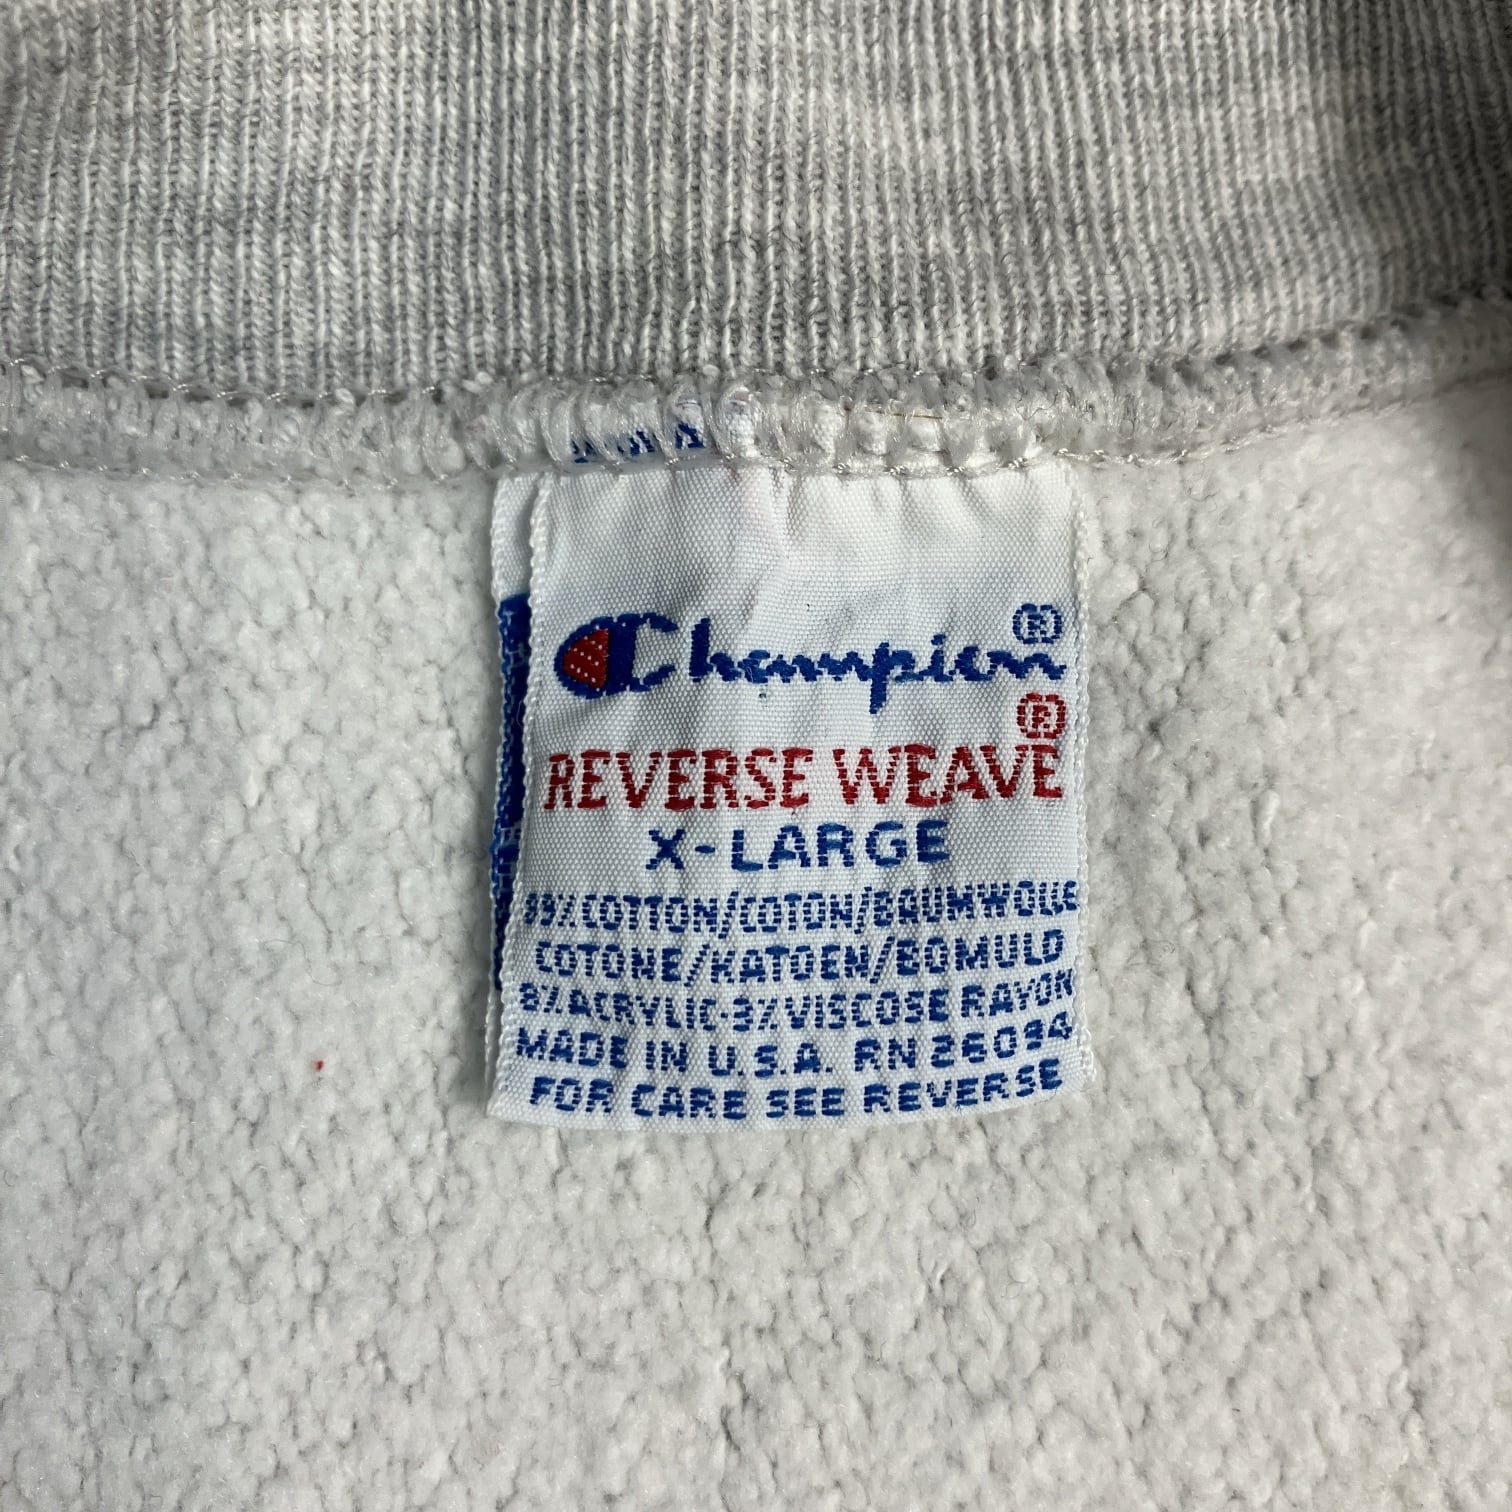 Champion®
REVERSE WEAVE®
X-LARGE
89% COTTON/COTON/BAUMWOLLE
COTONE/KATOEN/BOMULD
8% ACRYLIC-3% VISCOSE RAYON
MADE IN U.S.A. RN 26094
FOR CARE SEE REVERSE